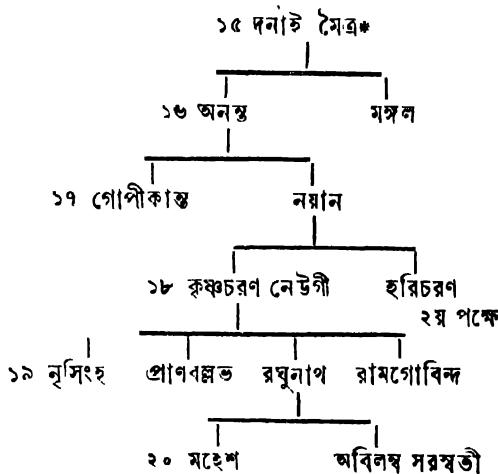 ১৫ দনাই মৈত্র*
১৬ অনন্ত মঙ্গল
১৭ গোপীকান্ত নয়ান
১৮ কৃষ্ণচরণ নেউগী হরিচরণ
২য় পক্ষে
১৯ নৃসিংহ প্রাণবল্লভ রঘুনাথ রামগোবিন্দ
২০ মহেশ অবিলম্ব সরস্বতী